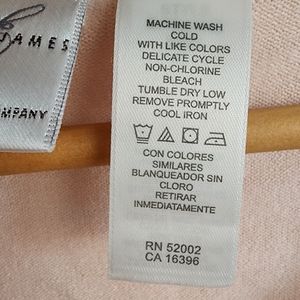 JAMES
COMPANY
MACHINE WASH
COLD
WITH LIKE COLORS
DELICATE CYCLE
NON-CHLORINE
BLEACH
TUMBLE DRY LOW
REMOVE PROMPTLY
COOL IRON
CON COLORES
SIMILARES
BLANQUEADOR SIN
CLORO
RETIRAR
INMEDIATAMENTE
RN 52002
CA 16396